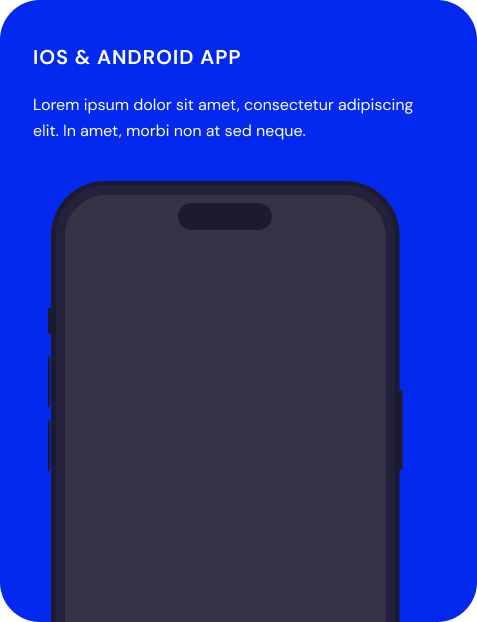 IOS & ANDROID APP
Lorem ipsum dolor sit amet, consectetur adipiscing
elit. In amet, morbi non at sed neque.